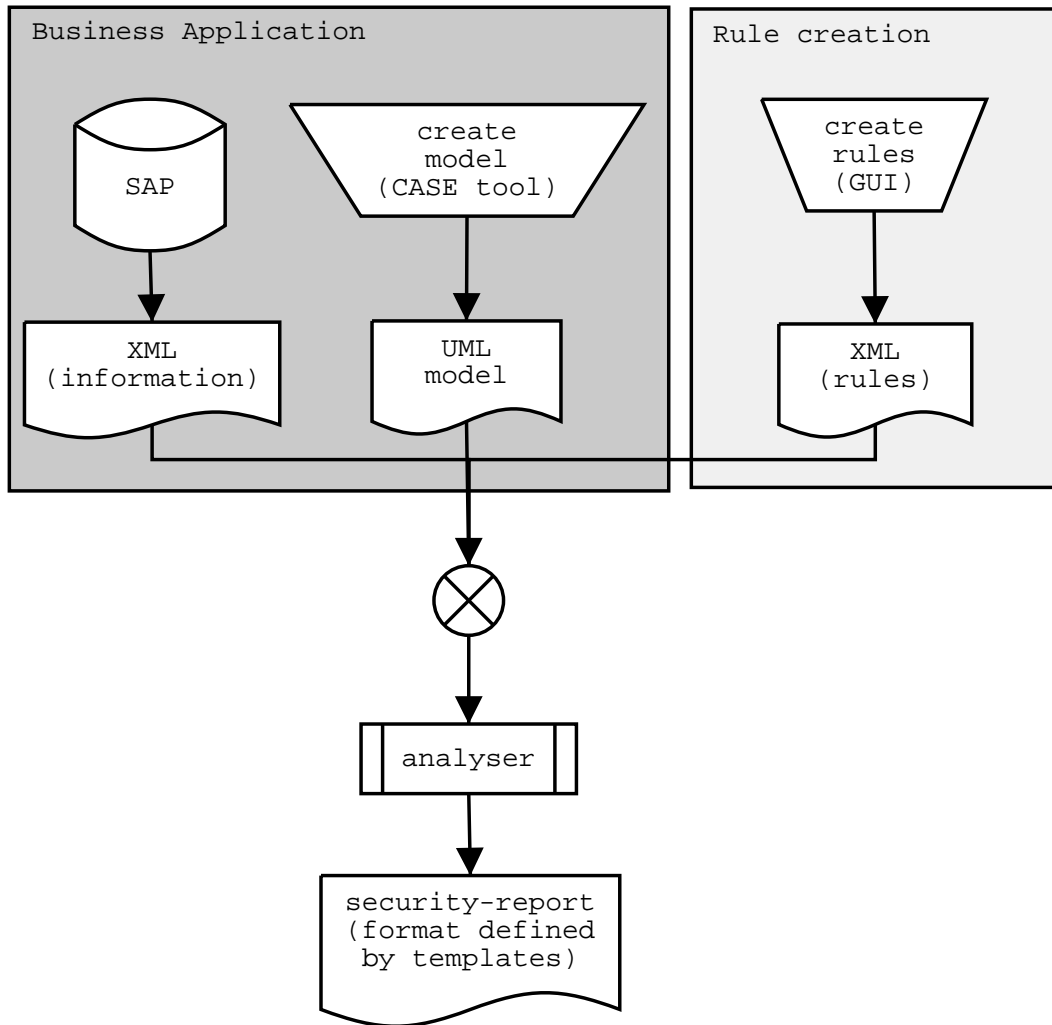 Business Application
Rule creation
SAP
create
model
(CASE tool)
create
rules
(GUI)
XML
(information)
UML
model
XML
(rules)
analyser
security-report
(format defined
by templates)